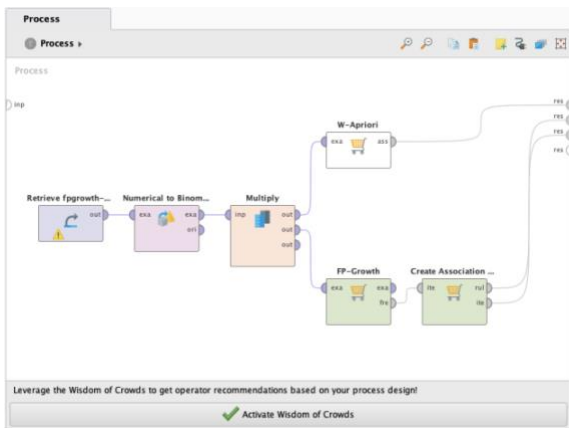 Process
Process
Process
inp
res
res
res
res
W-Apriori
exa ass
Retrieve fpgrowth-... Numerical to Binom... Multiply
out exa exa inp out
ori out
out
FP-Growth Create Association ...
exa exa ite rul
fre ite
Leverage the Wisdom of Crowds to get operator recommendations based on your process design!
Activate Wisdom of Crowds